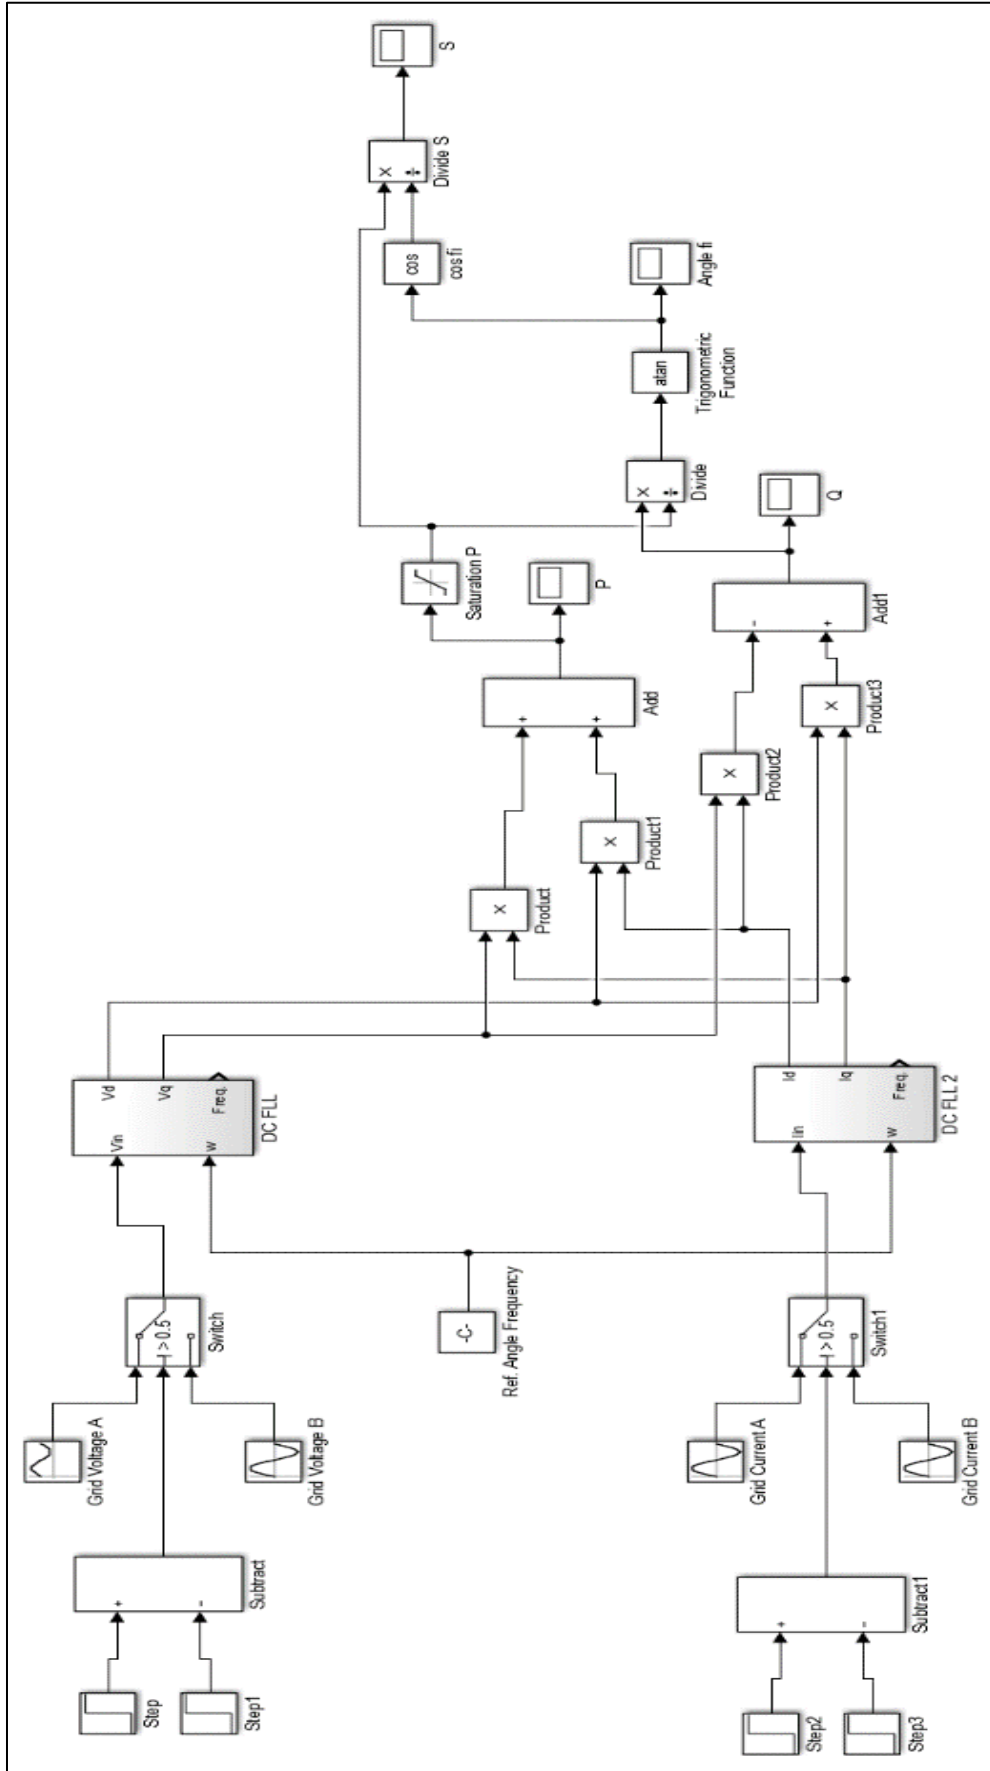 Step
Step1
+
-
Subtract
Grid Voltage A
Grid Voltage B
> 0.5
Switch
Vin
w
Vd
Vq
Freq.
DC FLL
-C-
Ref. Angle Frequency
Step2
Step3
+
-
Subtract1
Grid Current A
Grid Current B
> 0.5
Switch1
Iin
w
Id
Iq
Freq.
DC FLL 2
X
Product
X
Product1
X
Product2
X
Product3
+
+
Add
-
+
Add1
Saturation P
P
Q
X
÷
Divide
atan
Trigonometric
Function
Angle fi
cos
cos fi
X
÷
Divide S
S